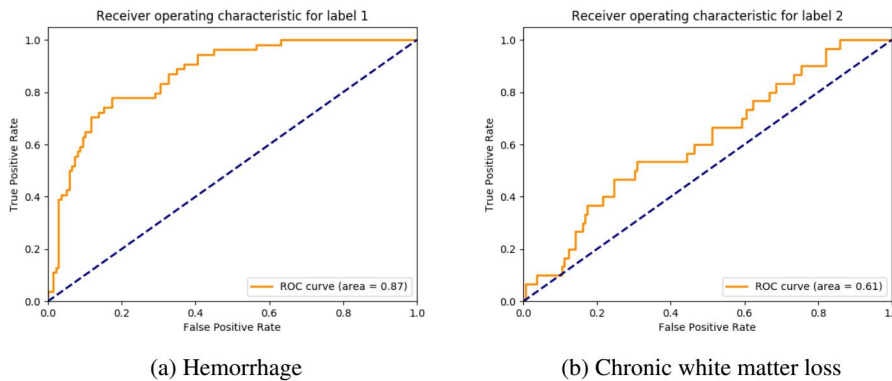 Receiver operating characteristic for label 1
1.0
0.8
0.6
0.4
0.2
0.0
True Positive Rate
0.0 0.2 0.4 0.6 0.8 1.0
False Positive Rate
ROC curve (area = 0.87)
(a) Hemorrhage
Receiver operating characteristic for label 2
1.0
0.8
0.6
0.4
0.2
0.0
True Positive Rate
0.0 0.2 0.4 0.6 0.8 1.0
False Positive Rate
ROC curve (area = 0.61)
(b) Chronic white matter loss